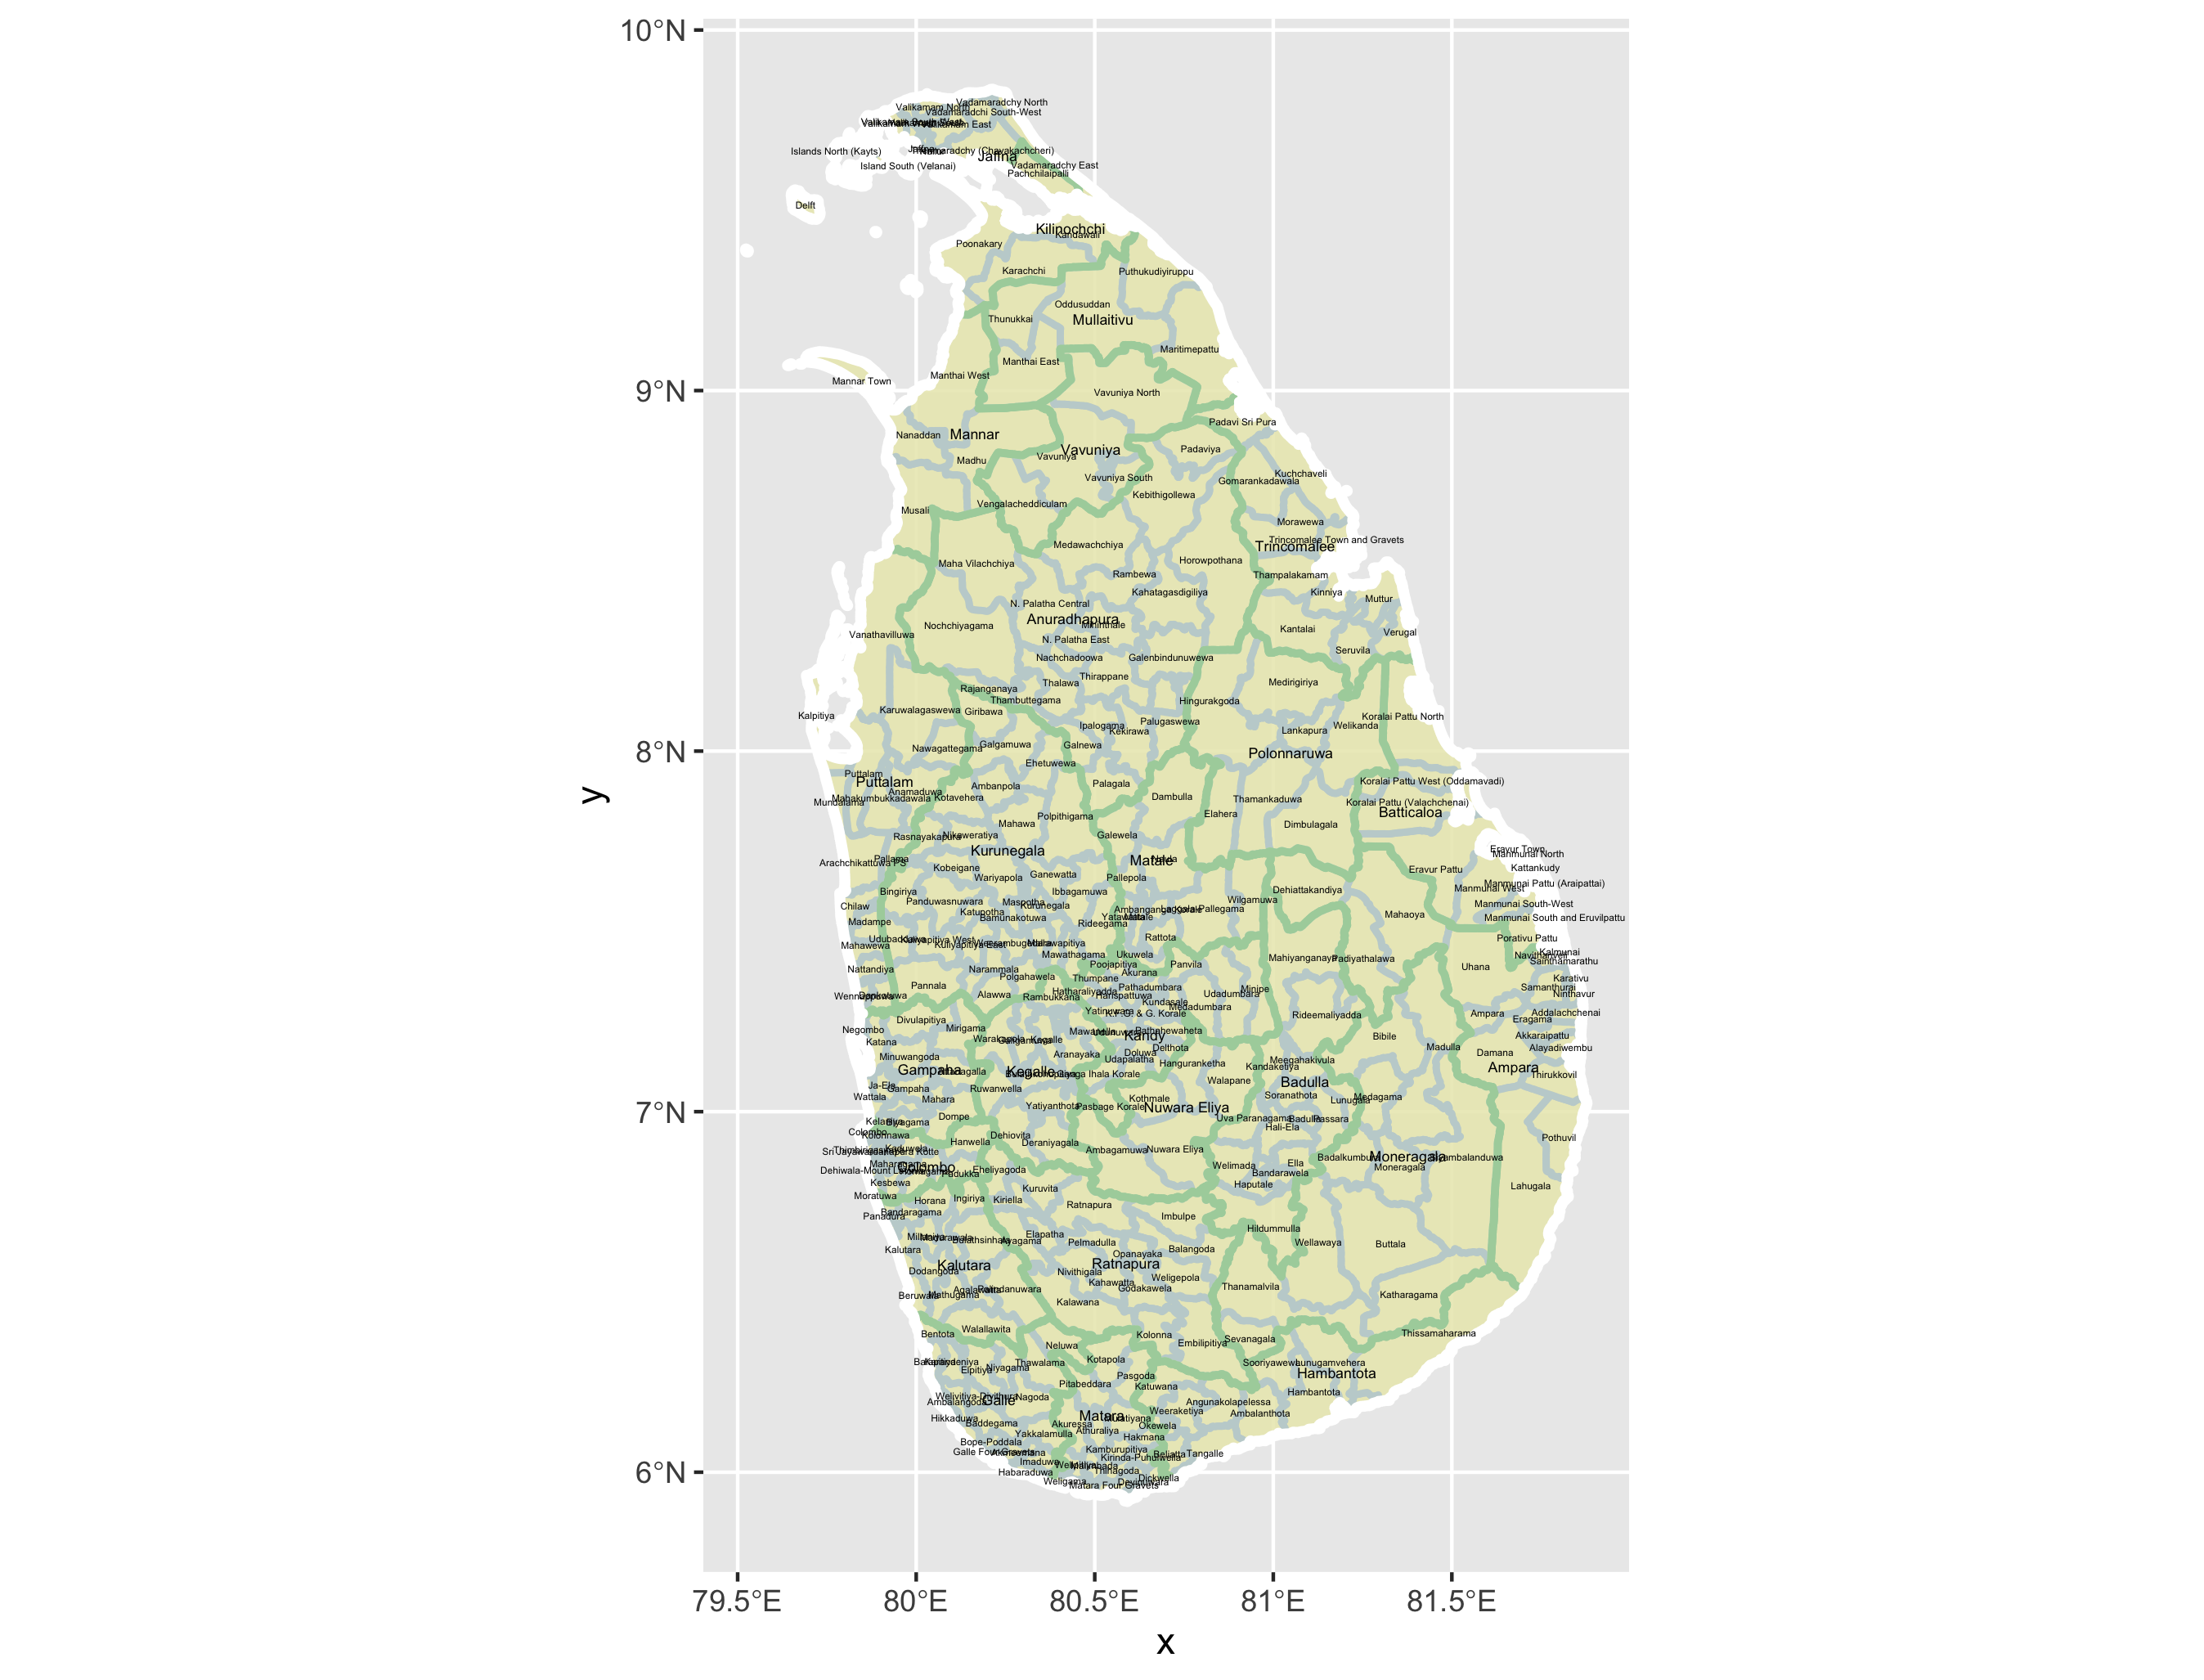 10°N
Vadamaradchy North
Valikamam North
Vadamaradchi South-West
Valikamam East
Islands North (Kayts)
Jaffna
Island South (Velanai)
Vadamaradchy East
Pachchilaipalli
Delft
Kilinochchi
Kandawali
Poonakary
Karachchi
Puthukudiyiruppu
Oddusuddan
Thunukkai
Mullaitivu
Maritimepattu
Manthai East
Manthai West
Mannar Town
9°N
Vavuniya North
Padavi Sri Pura
Nanaddan
Mannar
Vavuniya
Padaviya
Vavuniya
Madhu
Kuchchaveli
Vavuniya South
Gomarankadawala
Kebithigollewa
Vengalacheddiculam
Musali
Morawewa
Trincomalee Town and Gravets
Trincomalee
Medawachchiya
Horowpothana
Maha Vilachchiya
Rambewa
Thampalakamam
Kahatagasdigiliya
Kinniya
Muttur
N. Palatha Central
Anuradhapura
Mihinthale
Nochchiyagama
Kantalai
Verugal
Vanathavilluwa
N. Palatha East
Seruvila
Nachchadoowa
Galenbindunuwewa
Thirappane
Thalawa
Medirigiriya
Rajanganaya
Thambuttegama
Hingurakgoda
Karuwalagaswewa
Giribawa
Kalpitiya
Koralai Pattu North
Palugaswewa
Ipalogama
Welikanda
Kekirawa
Lankapura
Galgamuwa
Galnewa
Nawagattegama
8°N
Polonnaruwa
Ehetuwewa
Puttalam
Puttalam
Koralai Pattu West (Oddamavadi)
Ambanpola
Palagala
Anamaduwa
Mahakumbukkadawala
Kotavehera
Dambulla
Thamankaduwa
Mundalama
Koralai Pattu (Valachchenai)
Batticaloa
Elahera
Polpithigama
Mahawa
Dimbulagala
Rasnayakapura
Nikaweratiya
Galewela
Kurunegala
Eravur Town
Manmunai North
Pallama
Arachchikattuwa PS
Matale
Naula
Kobeigane
Eravur Pattu
Kattankudy
Ganewatta
Wariyapola
Pallepola
Manmunai Pattu (Araipattai)
Manmunai West
Bingiriya
Ibbagamuwa
Dehiattakandiya
Panduwasnuwara
Maspotha
Wilgamuwa
Kurunegala
Chilaw
Manmunai South-West
Katupotha
Bamunakotuwa
Ambanganga Korale
Laggala-Pallegama
Mahaoya
Yatawatta
Matale
Manmunai South and Eruvilpattu
Madampe
Rideegama
Udubaddawa
Kuliyapitiya West
Rattota
Porativu Pattu
Mahawewa
Kuliyapitiya East
Weerambugedara
Mallawapitiya
Kalmunai
Navithanveli
Mawathagama
Ukuwela
Mahiyanganaya
Padiyathalawa
Sainthamarathu
Nattandiya
Narammala
Poojapitiya
Panvila
Uhana
Polgahawela
Thumpane
Akurana
Karativu
Pannala
Pathadumbara
Minipe
Samanthurai
Wennappuwa
Dankotuwa
Alawwa
Rambukkana
Hatharaliyadda
Harispattuwa
Udadumbara
Ninthavur
Kundasale
Medadumbara
Yatinuwara
K.F.G. & G. Korale
Rideemaliyadda
Ampara
Addalachchenai
Divulapitiya
Eragama
Negombo
Mirigama
Mawanella
Udunuwara
Pathahewaheta
Kandy
Bibile
Akkaraipattu
Katana
Warakapola
Galigamuwa
Kegalle
Madulla
Alayadiwembu
Minuwangoda
Aranayaka
Doluwa
Delthota
Udapalatha
Damana
Hanguranketha
Meegahakivula
Kandaketiya
Gampaha
Attanagalla
Kegalle
Bulathkohupitiya
Ganga Ihala Korale
Ampara
Thirukkovil
Ja-Ela
Gampaha
Ruwanwella
Walapane
Badulla
Wattala
Mahara
Kothmale
Soranathota
Lunugala
Medagama
Yatiyanthota
Pasbage Korale
Nuwara Eliya
7°N
Dompe
Uva Paranagama
Badulla
Passara
Kelaniya
Biyagama
Hali-Ela
Colombo
Kolonnawa
Dehiovita
Hanwella
Deraniyagala
Pothuvil
Kaduwela
Thimbirigasyaya
Sri Jayawardanapura Kotte
Ambagamuwa
Nuwara Eliya
Maharagama
Colombo
Homagama
Welimada
Ella
Badalkumbura
Moneragala
Siyambalanduwa
Moneragala
Dehiwala-Mount Lavinia
Padukka
Eheliyagoda
Bandarawela
Kesbewa
Haputale
Lahugala
Moratuwa
Horana
Ingiriya
Kiriella
Kuruvita
Ratnapura
Panadura
Bandaragama
Imbulpe
Hildummulla
Millaniya
Madurawala
Bulathsinhala
Ayagama
Elapatha
Pelmadulla
Wellawaya
Buttala
Kalutara
Opanayaka
Balangoda
Kalutara
Dodangoda
Ratnapura
Nivithigala
Weligepola
Kahawatta
Godakawela
Thanamalvila
Agalawatta
Palindanuwara
Beruwala
Mathugama
Kalawana
Katharagama
Bentota
Walallawita
Kolonna
Thissamaharama
Embilipitiya
Sevanagala
Neluwa
Balapitiya
Karandeniya
Elpitiya
Niyagama
Thawalama
Kotapola
Sooriyawewa
Lunugamvehera
Hambantota
Pasgoda
Pitabeddara
Katuwana
Hambantota
Welivitiya-Divithura
Nagoda
Galle
Ambalangoda
Angunakolapelessa
Weeraketiya
Ambalanthota
Hikkaduwa
Baddegama
Matara
Mulatiyana
Akuressa
Okewela
Yakkalamulla
Athuraliya
Hakmana
Bope-Poddala
Kamburupitiya
Galle Four Gravets
Akmeemana
Beliatta
Tangalle
Kirinda-Puhulwella
Imaduwa
Welipitiya
Malimbada
Habaraduwa
Thihagoda
6°N
Dickwella
Weligama
Devinuwara
Matara Four Gravets
y
79.5°E
80°E
80.5°E
81°E
81.5°E
x